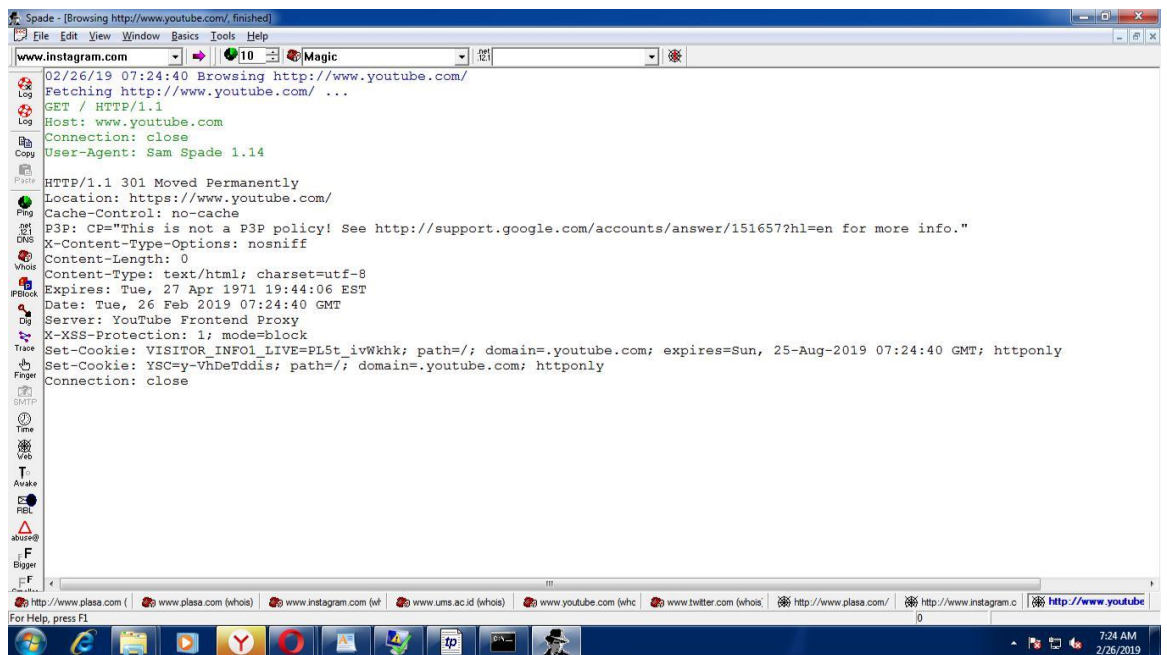 Spade - [Browsing http://www.youtube.com/, finished]
File Edit View Window Basics Tools Help
www.instagram.com 10 Magic .net 12.1
02/26/19 07:24:40 Browsing http://www.youtube.com/
Fetching http://www.youtube.com/ ...
GET / HTTP/1.1
Host: www.youtube.com
Connection: close
User-Agent: Sam Spade 1.14
HTTP/1.1 301 Moved Permanently
Location: https://www.youtube.com/
Cache-Control: no-cache
P3P: CP="This is not a P3P policy! See http://support.google.com/accounts/answer/151657?hl=en for more info."
X-Content-Type-Options: nosniff
Content-Length: 0
Content-Type: text/html; charset=utf-8
Expires: Tue, 27 Apr 1971 19:44:06 EST
Date: Tue, 26 Feb 2019 07:24:40 GMT
Server: YouTube Frontend Proxy
X-XSS-Protection: 1; mode=block
Set-Cookie: VISITOR_INFO1_LIVE=PL5t_ivWkhk; path=/; domain=.youtube.com; expires=Sun, 25-Aug-2019 07:24:40 GMT; httponly
Set-Cookie: YSC=y-VhDeTddis; path=/; domain=.youtube.com; httponly
Connection: close
Log
Log
Copy
Paste
Ping
.net
12.1
DNS
Whois
IPBlock
Dig
Trace
Finger
SMTP
Time
Web
Awake
RBL
abuse@
Bigger
http://www.plasa.com ( www.plasa.com (whois) www.instagram.com (wh www.ums.ac.id (whois) www.youtube.com (whc www.twitter.com (whois) http://www.plasa.com/ http://www.instagram.c http://www.youtube
For Help, press F1 0
7:24 AM
2/26/2019